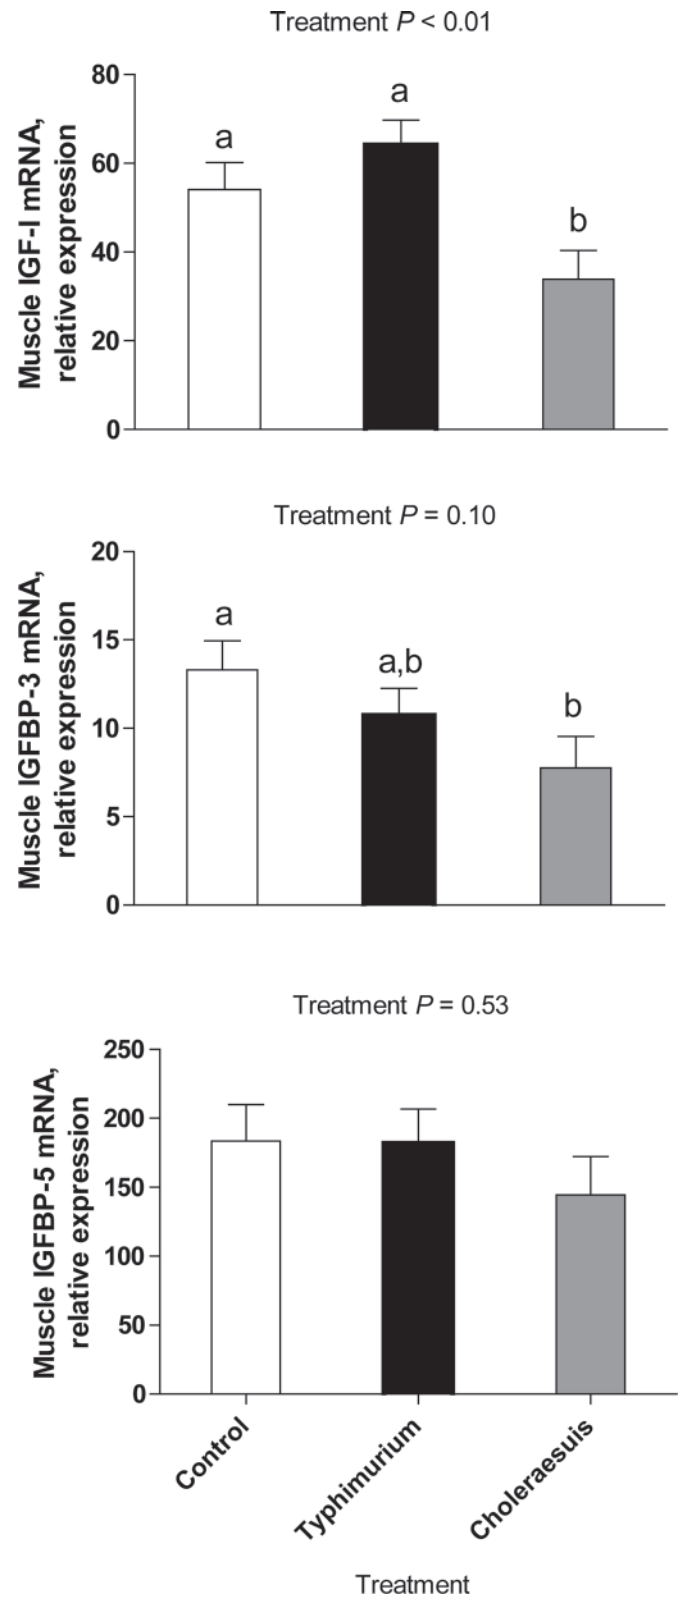 Treatment P < 0.01
Muscle IGF-I mRNA,
relative expression
80
60
40
20
0
a
a
b
Treatment P = 0.10
Muscle IGFBP-3 mRNA,
relative expression
20
15
10
5
0
a
a,b
b
Treatment P = 0.53
Muscle IGFBP-5 mRNA,
relative expression
250
200
150
100
50
0
Control
Typhimurium
Choleraesuis
Treatment